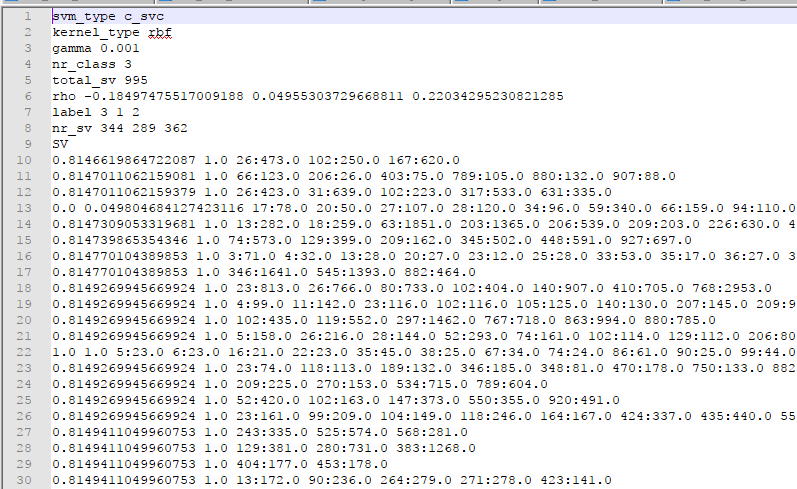 1 svm_type c_svc
2 kernel_type rbf
3 gamma 0.001
4 nr_class 3
5 total_sv 995
6 rho -0.18497475517009188 0.04955303729668811 0.22034295230821285
7 label 3 1 2
8 nr_sv 344 289 362
9 SV
10 0.8146619864722087 1.0 26:473.0 102:250.0 167:620.0
11 0.8147011062159081 1.0 66:123.0 206:26.0 403:75.0 789:105.0 880:132.0 907:88.0
12 0.8147011062159379 1.0 26:423.0 31:639.0 102:223.0 317:533.0 631:335.0
13 0.0 0.049804684127423116 17:78.0 20:50.0 27:107.0 28:120.0 34:96.0 59:340.0 66:159.0 94:110.0
14 0.8147309053319681 1.0 13:282.0 18:259.0 63:1851.0 203:1365.0 206:539.0 209:203.0 226:630.0 4
15 0.814739865354346 1.0 74:573.0 129:399.0 209:162.0 345:502.0 448:591.0 927:697.0
16 0.814770104389853 1.0 3:71.0 4:32.0 13:28.0 20:27.0 23:12.0 25:28.0 33:53.0 35:17.0 36:27.0 3
17 0.814770104389853 1.0 346:1641.0 545:1393.0 882:464.0
18 0.8149269945669924 1.0 23:813.0 26:766.0 80:733.0 102:404.0 140:907.0 410:705.0 768:2953.0
19 0.8149269945669924 1.0 4:99.0 11:142.0 23:116.0 102:116.0 105:125.0 140:130.0 207:145.0 209:9
20 0.8149269945669924 1.0 102:435.0 119:552.0 297:1462.0 767:718.0 863:994.0 880:785.0
21 0.8149269945669924 1.0 5:158.0 26:216.0 28:144.0 52:293.0 74:161.0 102:114.0 129:112.0 206:80
22 1.0 1.0 5:23.0 6:23.0 16:21.0 22:23.0 35:45.0 38:25.0 67:34.0 74:24.0 86:61.0 90:25.0 99:44.0
23 0.8149269945669924 1.0 23:74.0 118:113.0 189:132.0 346:185.0 348:81.0 470:178.0 750:133.0 882
24 0.8149269945669924 1.0 209:225.0 270:153.0 534:715.0 789:604.0
25 0.8149269945669924 1.0 52:420.0 102:163.0 147:373.0 550:355.0 920:491.0
26 0.8149269945669924 1.0 23:161.0 99:209.0 104:149.0 118:246.0 164:167.0 424:337.0 435:440.0 55
27 0.8149411049960753 1.0 243:335.0 525:574.0 568:281.0
28 0.8149411049960753 1.0 129:381.0 280:731.0 383:1268.0
29 0.8149411049960753 1.0 404:177.0 453:178.0
30 0.8149411049960753 1.0 13:172.0 90:236.0 264:279.0 271:278.0 423:141.0